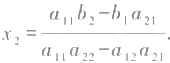 x₂ = (a₁₁b₂ − b₁a₂₁) / (a₁₁a₂₂ − a₁₂a₂₁).